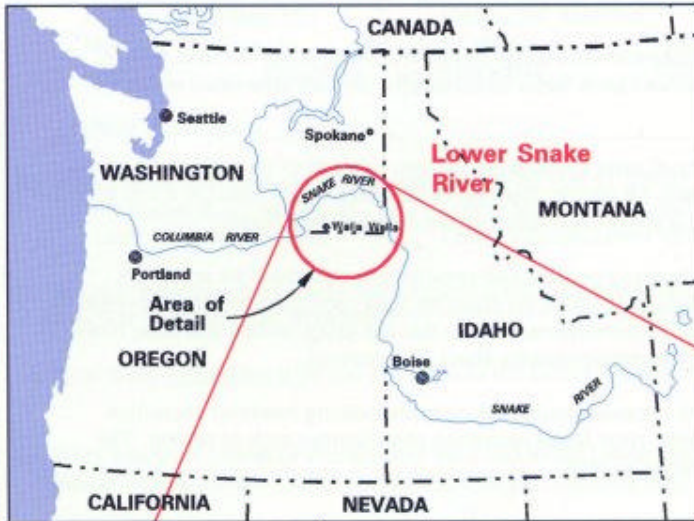 CANADA
Seattle
Spokane
Lower Snake
River
WASHINGTON
SNAKE RIVER
MONTANA
Walla Walla
COLUMBIA RIVER
Portland
Area of
Detail
IDAHO
OREGON
Boise
SNAKE RIVER
CALIFORNIA
NEVADA